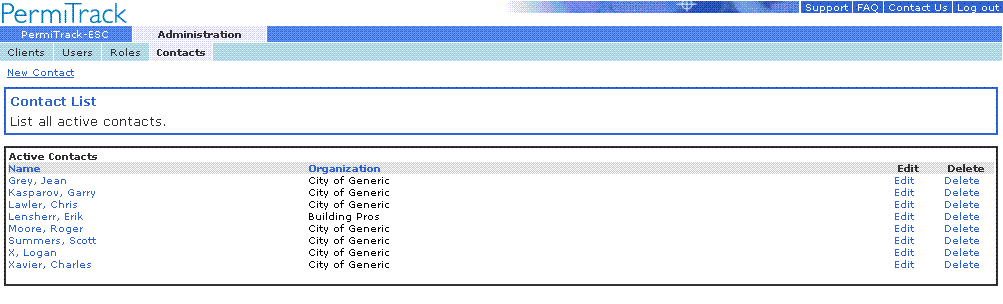 PermiTrack
Support FAQ Contact Us Log out
PermiTrack-ESC Administration
Clients Users Roles Contacts
New Contact
Contact List
List all active contacts.
Active Contacts
Name Organization Edit Delete
Grey, Jean City of Generic Edit Delete
Kasparov, Garry City of Generic Edit Delete
Lawler, Chris City of Generic Edit Delete
Lensherr, Erik Building Pros Edit Delete
Moore, Roger City of Generic Edit Delete
Summers, Scott City of Generic Edit Delete
X, Logan City of Generic Edit Delete
Xavier, Charles City of Generic Edit Delete